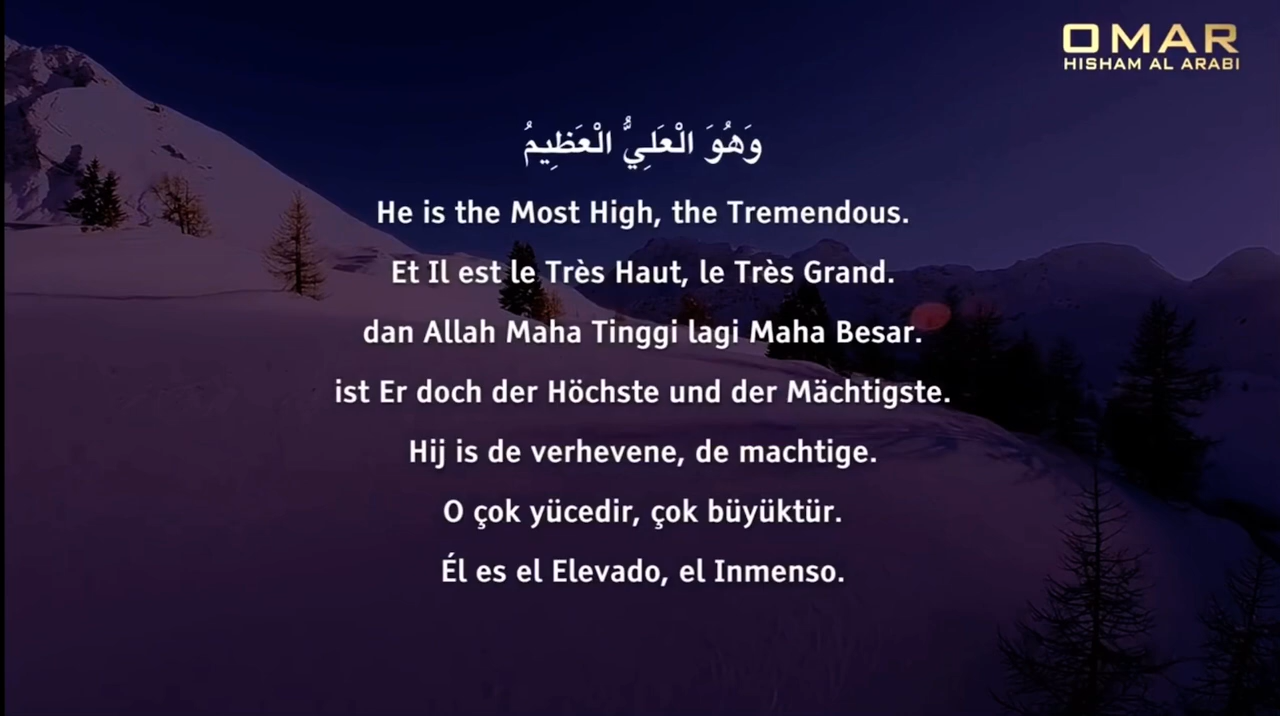 OMAR
HISHAM AL ARABI
وَهُوَ الْعَلِيُّ الْعَظِيمُ
He is the Most High, the Tremendous.
Et Il est le Très Haut, le Très Grand.
dan Allah Maha Tinggi lagi Maha Besar.
ist Er doch der Höchste und der Mächtigste.
Hij is de verhevene, de machtige.
O çok yücedir, çok büyüktür.
Él es el Elevado, el Inmenso.